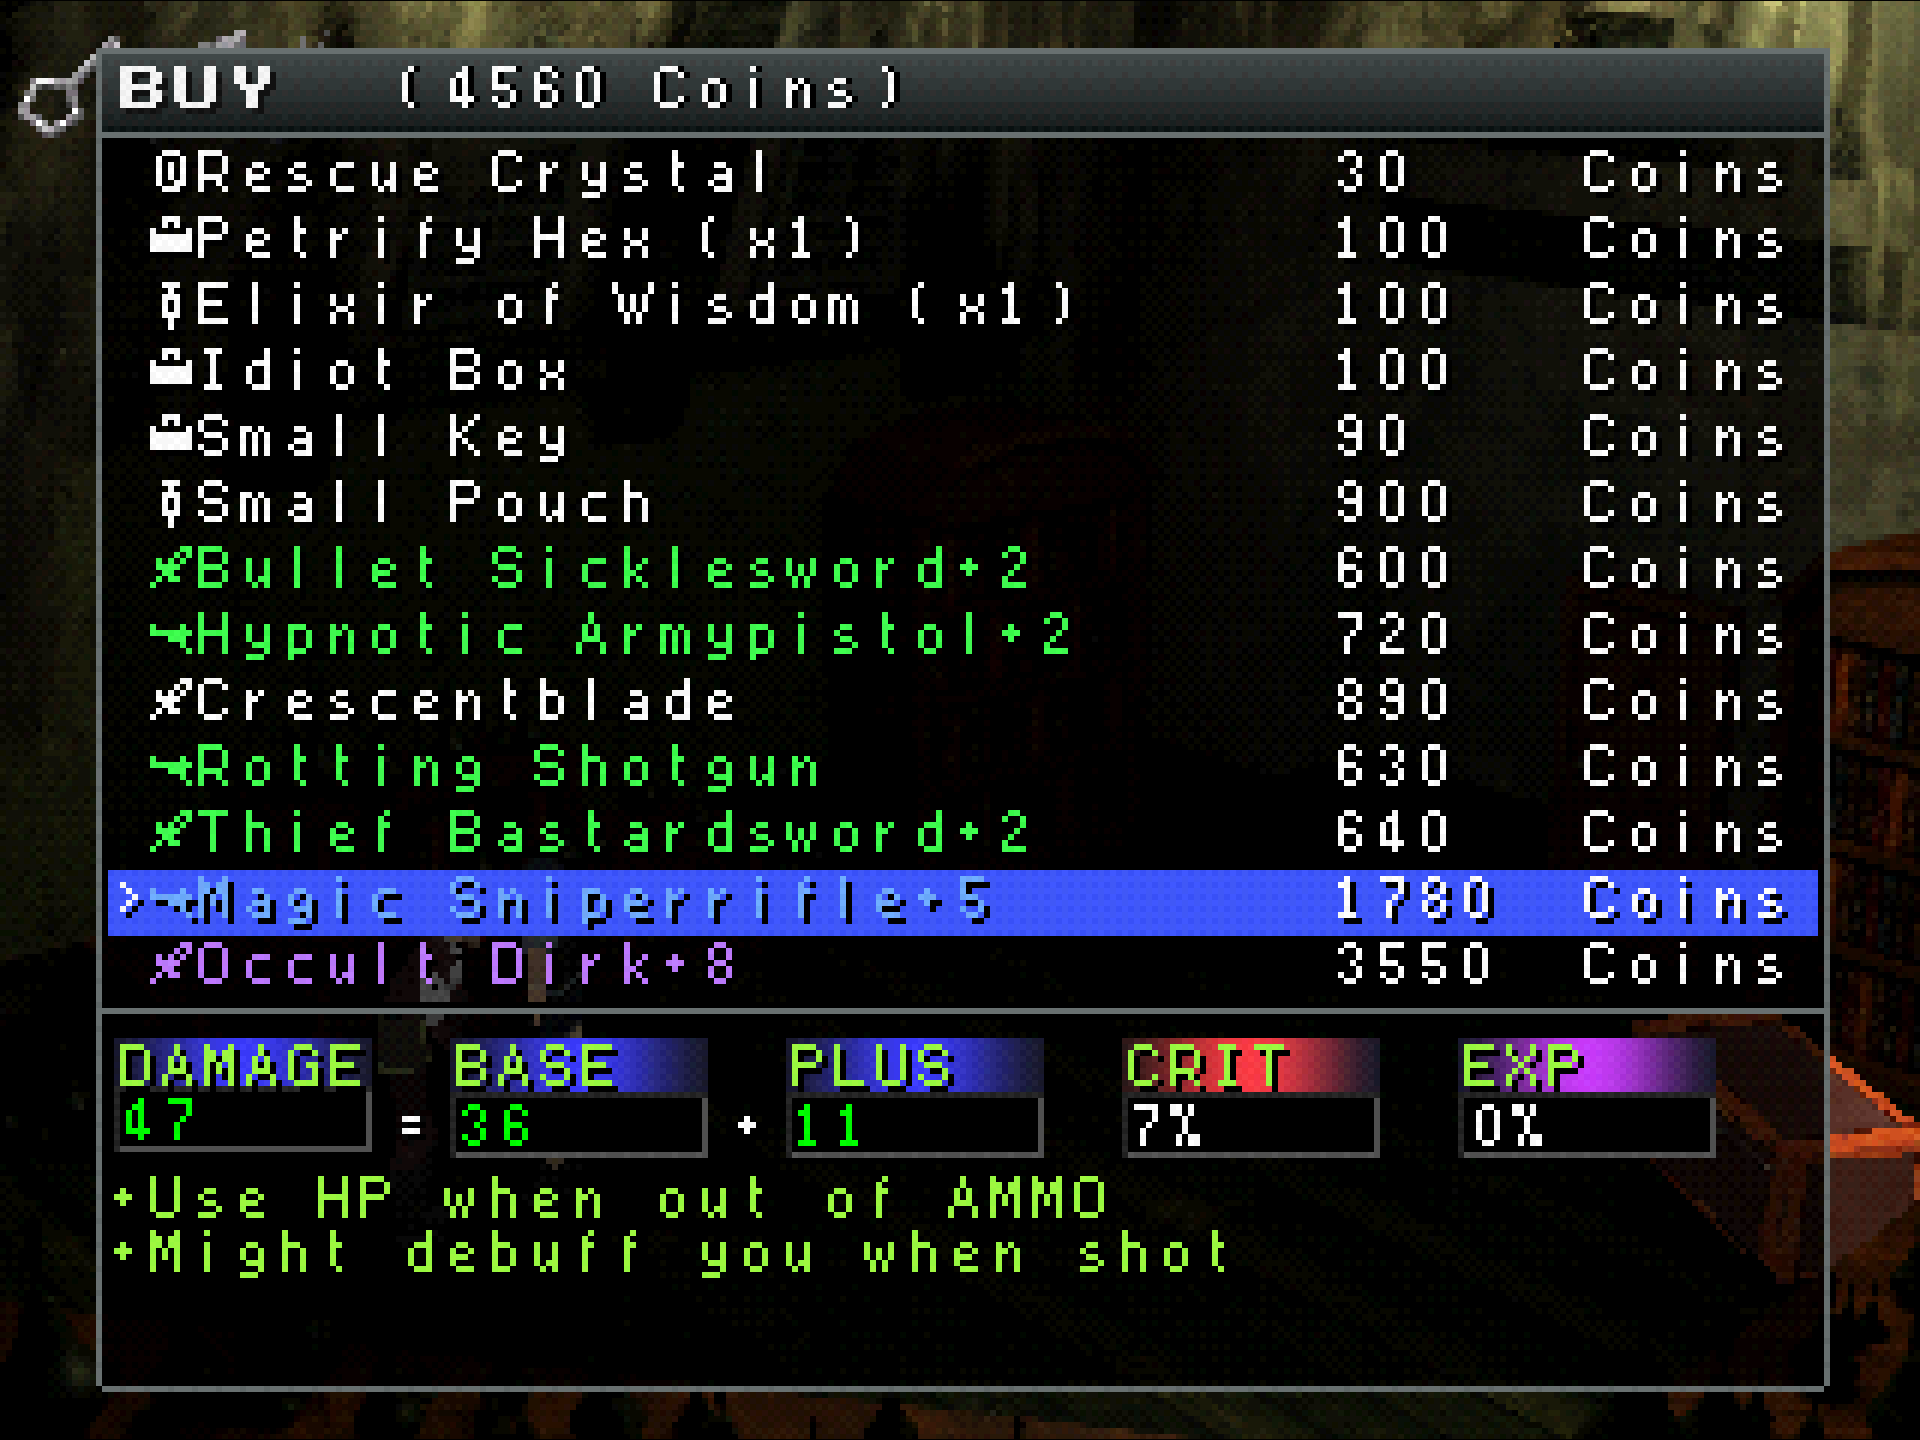 BUY (4560 Coins)
Rescue Crystal 30 Coins
Petrify Hex (x1) 100 Coins
Elixir of Wisdom (x1) 100 Coins
Idiot Box 100 Coins
Small Key 90 Coins
Small Pouch 900 Coins
Bullet Sicklesword+2 600 Coins
Hypnotic Armypistol+2 720 Coins
Crescentblade 890 Coins
Rotting Shotgun 630 Coins
Thief Bastardsword+2 640 Coins
>Magic Sniperrifle+5 1780 Coins
Occult Dirk+8 3550 Coins
DAMAGE BASE PLUS CRIT EXP
47 = 36 + 11 7% 0%
+Use HP when out of AMMO
+Might debuff you when shot